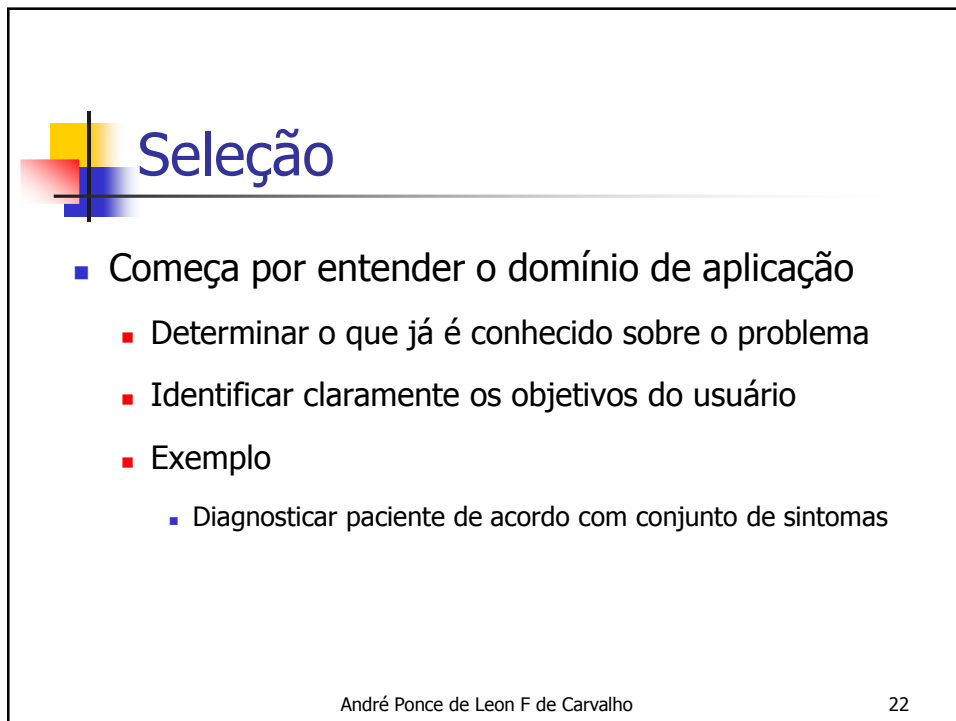 Seleção
Começa por entender o domínio de aplicação
Determinar o que já é conhecido sobre o problema
Identificar claramente os objetivos do usuário
Exemplo
Diagnosticar paciente de acordo com conjunto de sintomas
André Ponce de Leon F de Carvalho
22